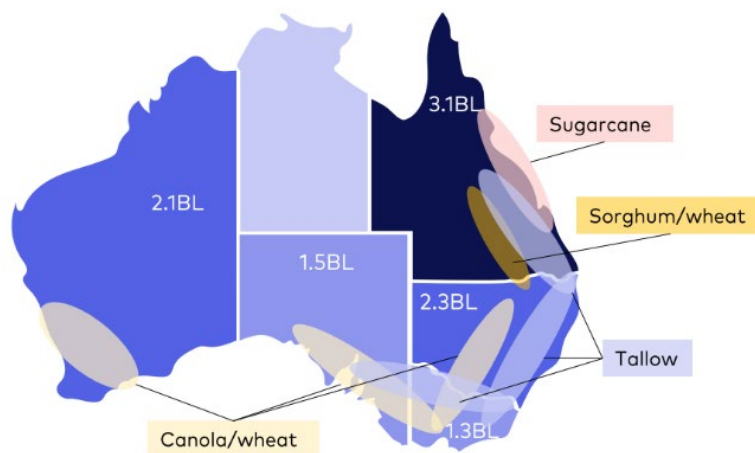 3.1BL
Sugarcane
2.1BL
Sorghum/wheat
1.5BL
2.3BL
Tallow
Canola/wheat
1.3BL